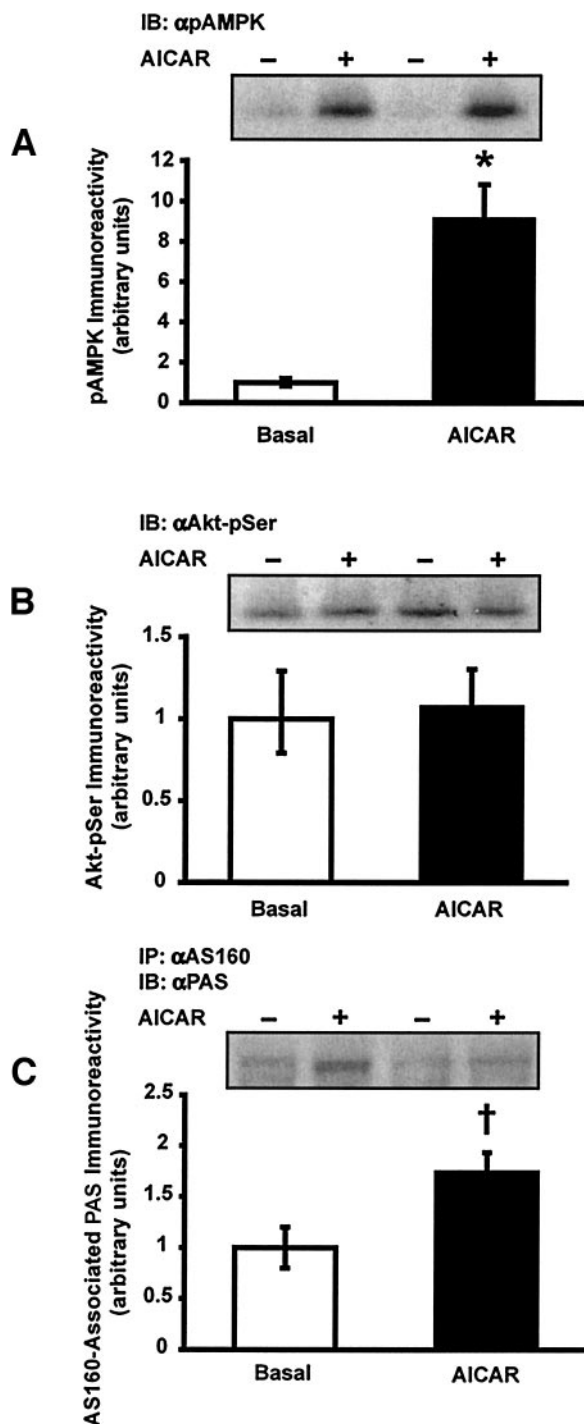 IB: αpAMPK
AICAR − + − +
A
*
pAMPK Immunoreactivity
(arbitrary units)
12
10
8
6
4
2
0
Basal AICAR
IB: αAkt-pSer
AICAR − + − +
B
Akt-pSer Immunoreactivity
(arbitrary units)
1.5
1
0.5
0
Basal AICAR
IP: αAS160
IB: αPAS
AICAR − + − +
C
†
AS160-Associated PAS Immunoreactivity
(arbitrary units)
2.5
2
1.5
1
0.5
0
Basal AICAR